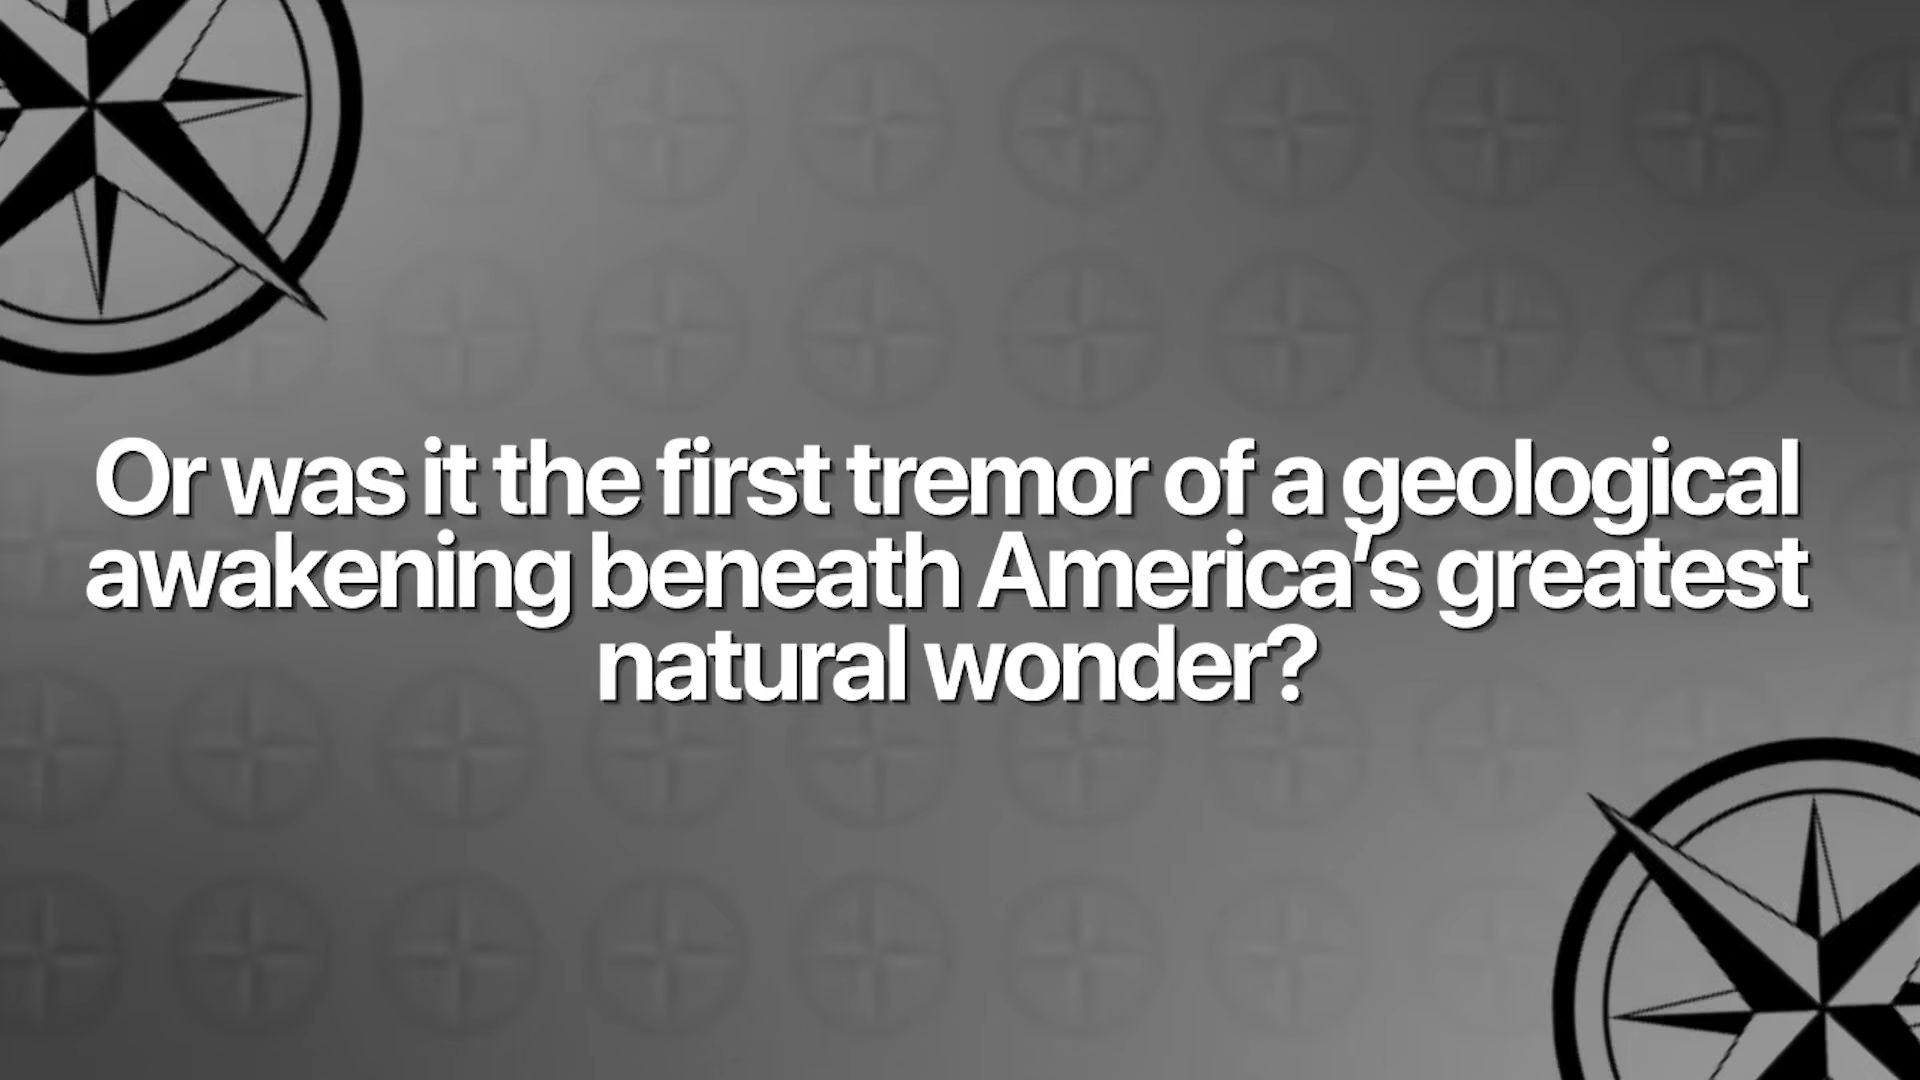 Or was it the first tremor of a geological
awakening beneath America's greatest
natural wonder?